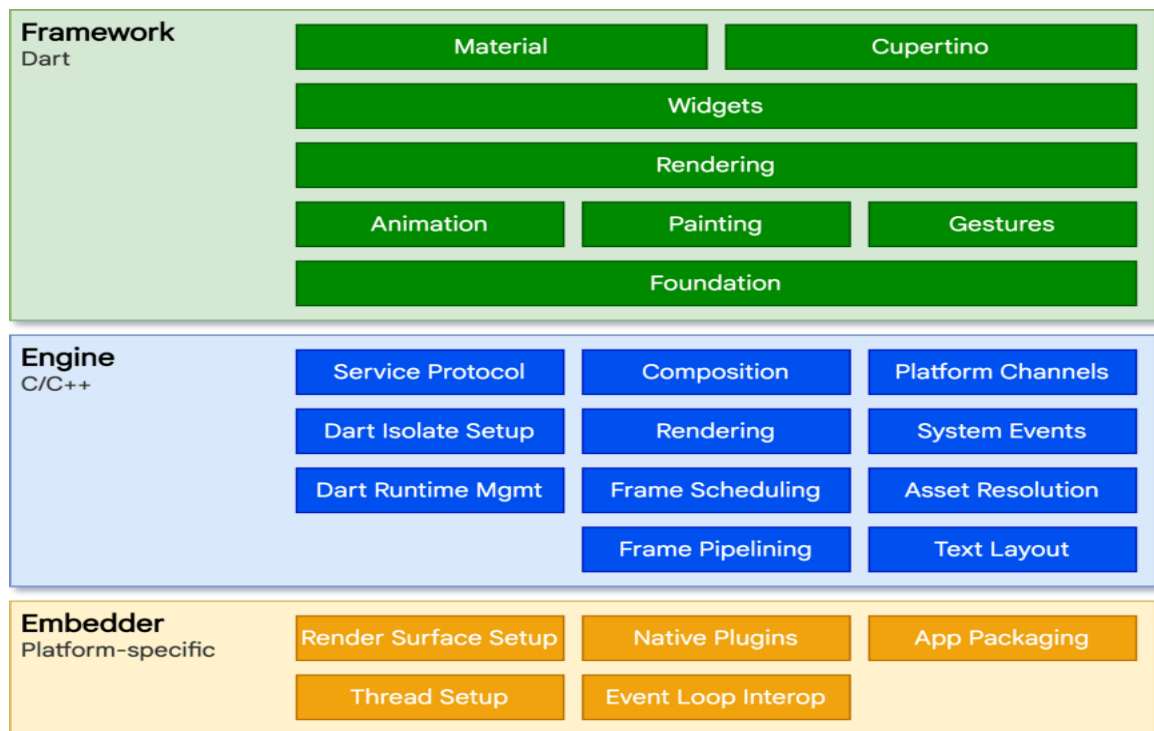 Framework
Dart
Material Cupertino
Widgets
Rendering
Animation Painting Gestures
Foundation
Engine
C/C++
Service Protocol Composition Platform Channels
Dart Isolate Setup Rendering System Events
Dart Runtime Mgmt Frame Scheduling Asset Resolution
Frame Pipelining Text Layout
Embedder
Platform-specific
Render Surface Setup Native Plugins App Packaging
Thread Setup Event Loop Interop